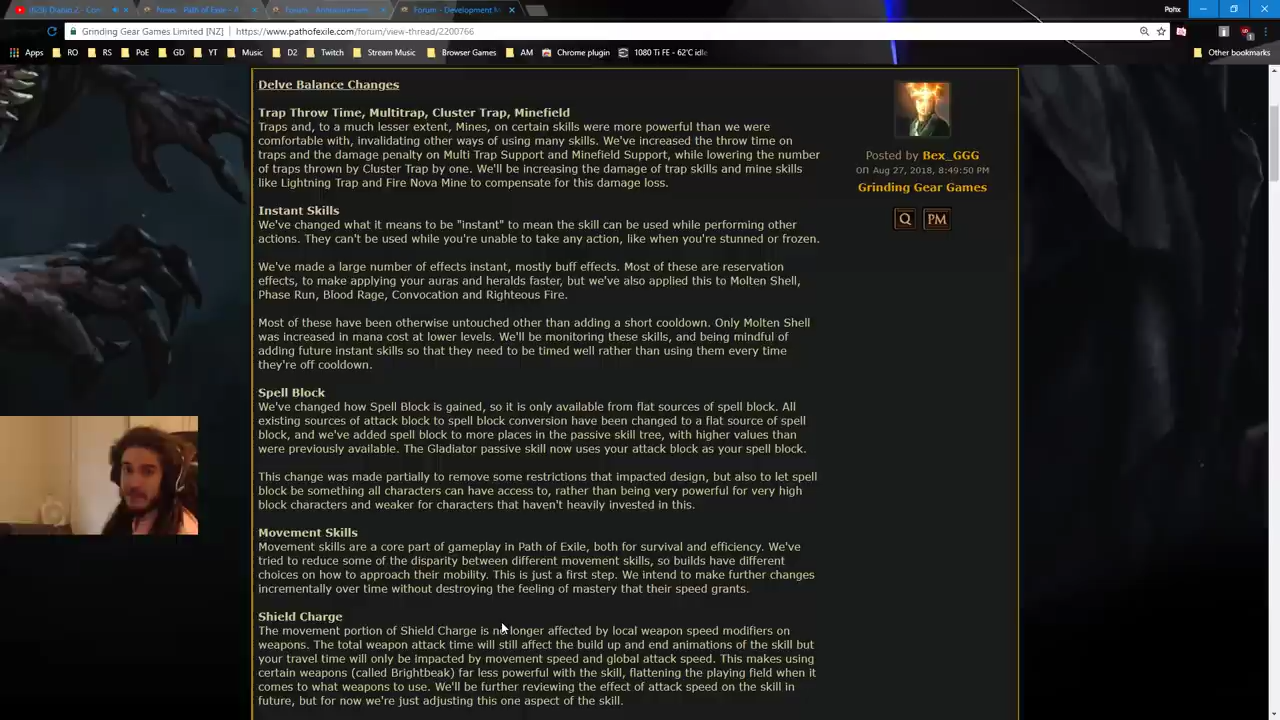 (N28) Diablo 2 - Com
News - Path of Exile - A
Forum - Announcements
Forum - Development M
Pohx
Grinding Gear Games Limited [NZ] https://www.pathofexile.com/forum/view-thread/2200766
Apps RO RS PoE GD YT Music D2 Twitch Stream Music Browser Games AM Chrome plugin 1080 Ti FE - 62°C idle Other bookmarks
Delve Balance Changes
Trap Throw Time, Multitrap, Cluster Trap, Minefield
Traps and, to a much lesser extent, Mines, on certain skills were more powerful than we were
comfortable with, invalidating other ways of using many skills. We've increased the throw time on
traps and the damage penalty on Multi Trap Support and Minefield Support, while lowering the number
of traps thrown by Cluster Trap by one. We'll be increasing the damage of trap skills and mine skills
like Lightning Trap and Fire Nova Mine to compensate for this damage loss.
Instant Skills
We've changed what it means to be "instant" to mean the skill can be used while performing other
actions. They can't be used while you're unable to take any action, like when you're stunned or frozen.
We've made a large number of effects instant, mostly buff effects. Most of these are reservation
effects, to make applying your auras and heralds faster, but we've also applied this to Molten Shell,
Phase Run, Blood Rage, Convocation and Righteous Fire.
Most of these have been otherwise untouched other than adding a short cooldown. Only Molten Shell
was increased in mana cost at lower levels. We'll be monitoring these skills, and being mindful of
adding future instant skills so that they need to be timed well rather than using them every time
they're off cooldown.
Spell Block
We've changed how Spell Block is gained, so it is only available from flat sources of spell block. All
existing sources of attack block to spell block conversion have been changed to a flat source of spell
block, and we've added spell block to more places in the passive skill tree, with higher values than
were previously available. The Gladiator passive skill now uses your attack block as your spell block.
This change was made partially to remove some restrictions that impacted design, but also to let spell
block be something all characters can have access to, rather than being very powerful for very high
block characters and weaker for characters that haven't heavily invested in this.
Movement Skills
Movement skills are a core part of gameplay in Path of Exile, both for survival and efficiency. We've
tried to reduce some of the disparity between different movement skills, so builds have different
choices on how to approach their mobility. This is just a first step. We intend to make further changes
incrementally over time without destroying the feeling of mastery that their speed grants.
Shield Charge
The movement portion of Shield Charge is no longer affected by local weapon speed modifiers on
weapons. The total weapon attack time will still affect the build up and end animations of the skill but
your travel time will only be impacted by movement speed and global attack speed. This makes using
certain weapons (called Brightbeak) far less powerful with the skill, flattening the playing field when it
comes to what weapons to use. We'll be further reviewing the effect of attack speed on the skill in
future, but for now we're just adjusting this one aspect of the skill.
Posted by Bex_GGG
on Aug 27, 2018, 8:49:50 PM
Grinding Gear Games
Q PM